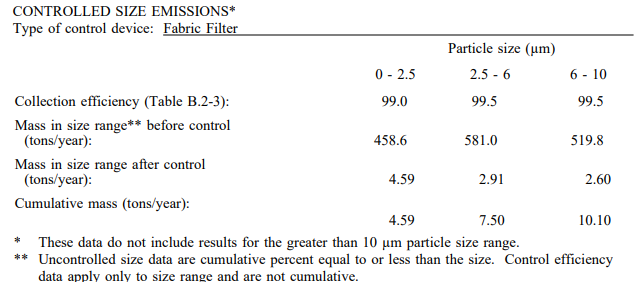 CONTROLLED SIZE EMISSIONS*
Type of control device: Fabric Filter
Particle size (µm)
0 - 2.5 2.5 - 6 6 - 10
Collection efficiency (Table B.2-3): 99.0 99.5 99.5
Mass in size range** before control
(tons/year): 458.6 581.0 519.8
Mass in size range after control
(tons/year): 4.59 2.91 2.60
Cumulative mass (tons/year):
4.59 7.50 10.10
* These data do not include results for the greater than 10 µm particle size range.
** Uncontrolled size data are cumulative percent equal to or less than the size. Control efficiency
data apply only to size range and are not cumulative.